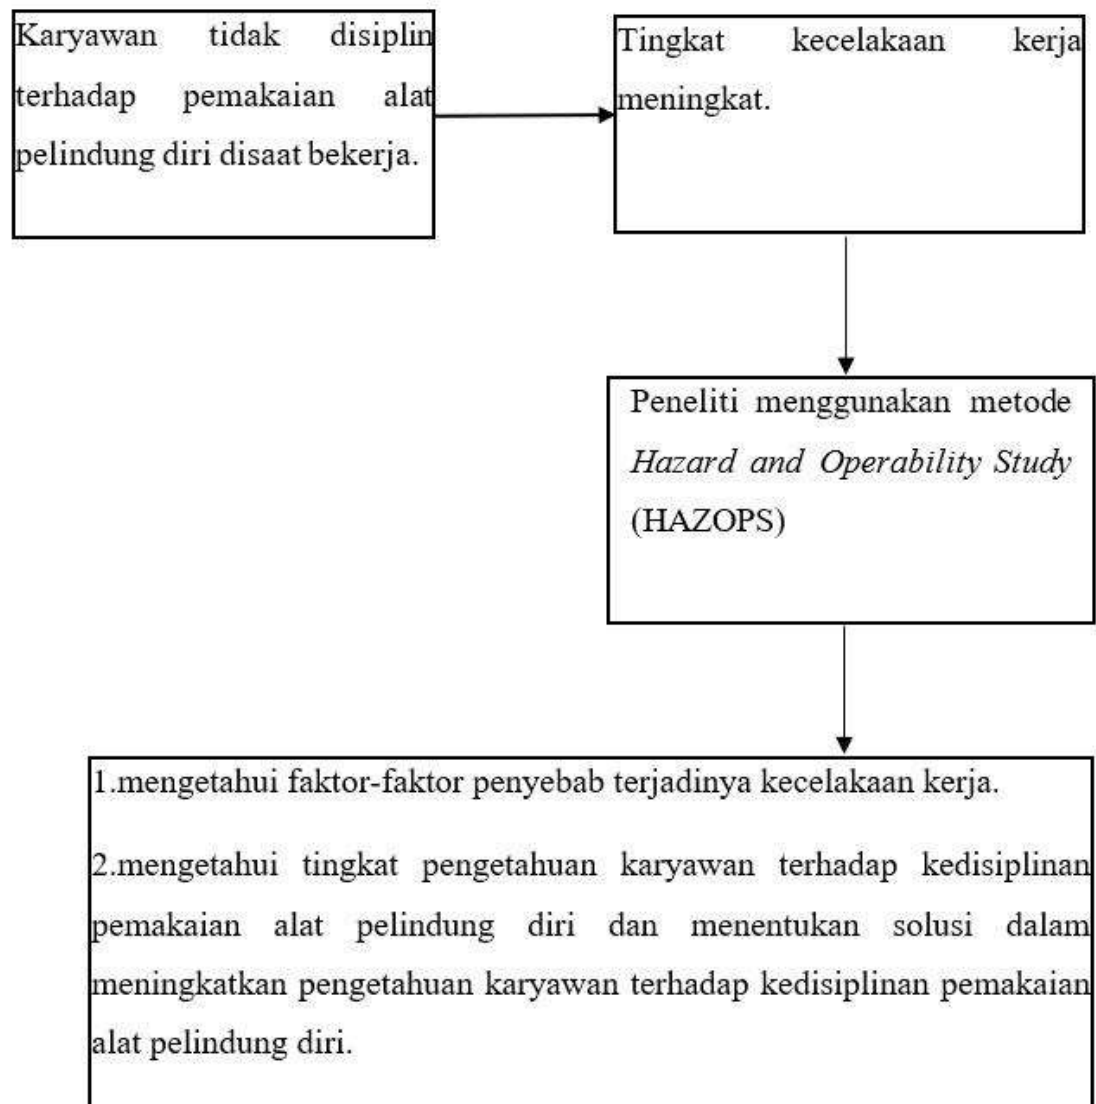 Karyawan tidak disiplin
terhadap pemakaian alat
pelindung diri disaat bekerja.
Tingkat kecelakaan kerja
meningkat.
Peneliti menggunakan metode
Hazard and Operability Study
(HAZOPS)
1.mengetahui faktor-faktor penyebab terjadinya kecelakaan kerja.
2.mengetahui tingkat pengetahuan karyawan terhadap kedisiplinan
pemakaian alat pelindung diri dan menentukan solusi dalam
meningkatkan pengetahuan karyawan terhadap kedisiplinan pemakaian
alat pelindung diri.